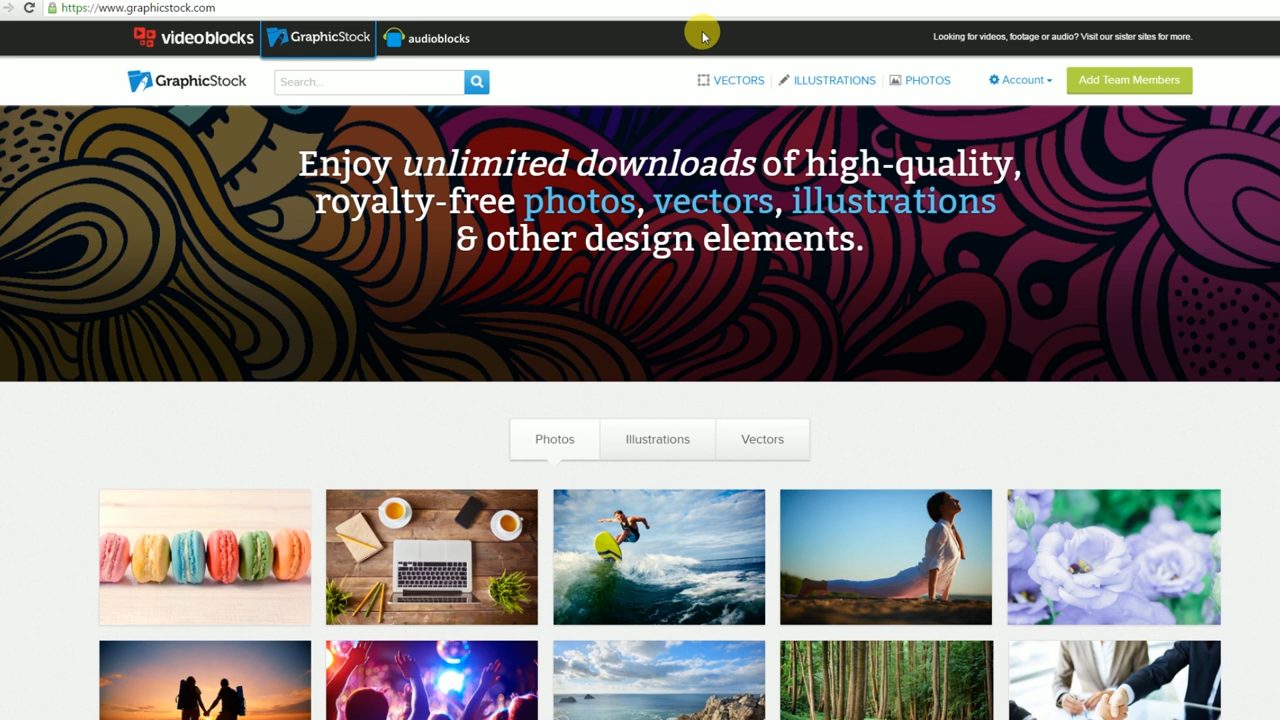 https://www.graphicstock.com
videoblocks
GraphicStock
audioblocks
Looking for videos, footage or audio? Visit our sister sites for more.
GraphicStock
Search...
VECTORS
ILLUSTRATIONS
PHOTOS
Account
Add Team Members
Enjoy unlimited downloads of high-quality,
royalty-free photos, vectors, illustrations
& other design elements.
Photos
Illustrations
Vectors